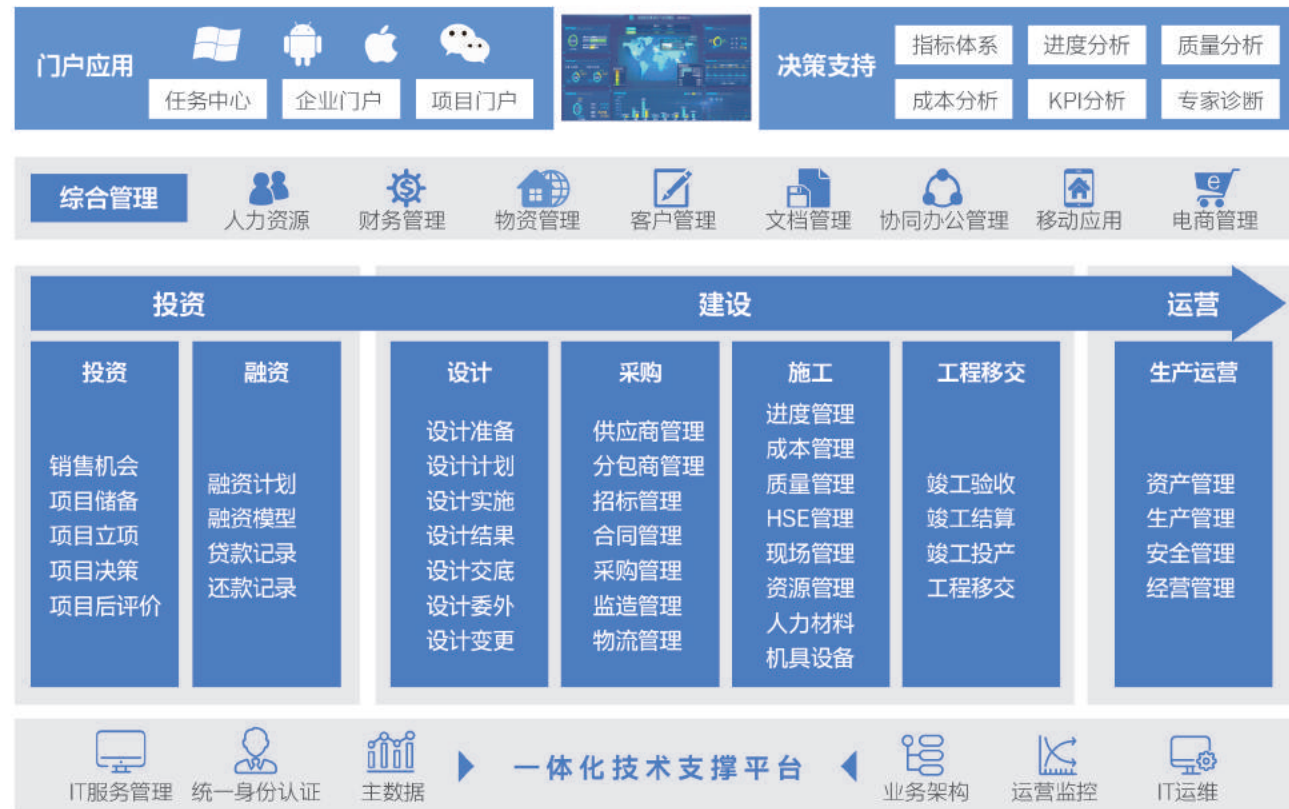 门户应用
任务中心
企业门户
项目门户
决策支持
指标体系
进度分析
质量分析
成本分析
KPI分析
专家诊断
综合管理
人力资源
财务管理
物资管理
客户管理
文档管理
协同办公管理
移动应用
e
电商管理
投资
建设
运营
投资
销售机会
项目储备
项目立项
项目决策
项目后评价
融资
融资计划
融资模型
贷款记录
还款记录
设计
设计准备
设计计划
设计实施
设计结果
设计交底
设计委外
设计变更
采购
供应商管理
分包商管理
招标管理
合同管理
采购管理
监造管理
物流管理
施工
进度管理
成本管理
质量管理
HSE管理
现场管理
资源管理
人力材料
机具设备
工程移交
竣工验收
竣工结算
竣工投产
工程移交
生产运营
资产管理
生产管理
安全管理
经营管理
IT服务管理
统一身份认证
主数据
一体化技术支撑平台
业务架构
运营监控
IT运维